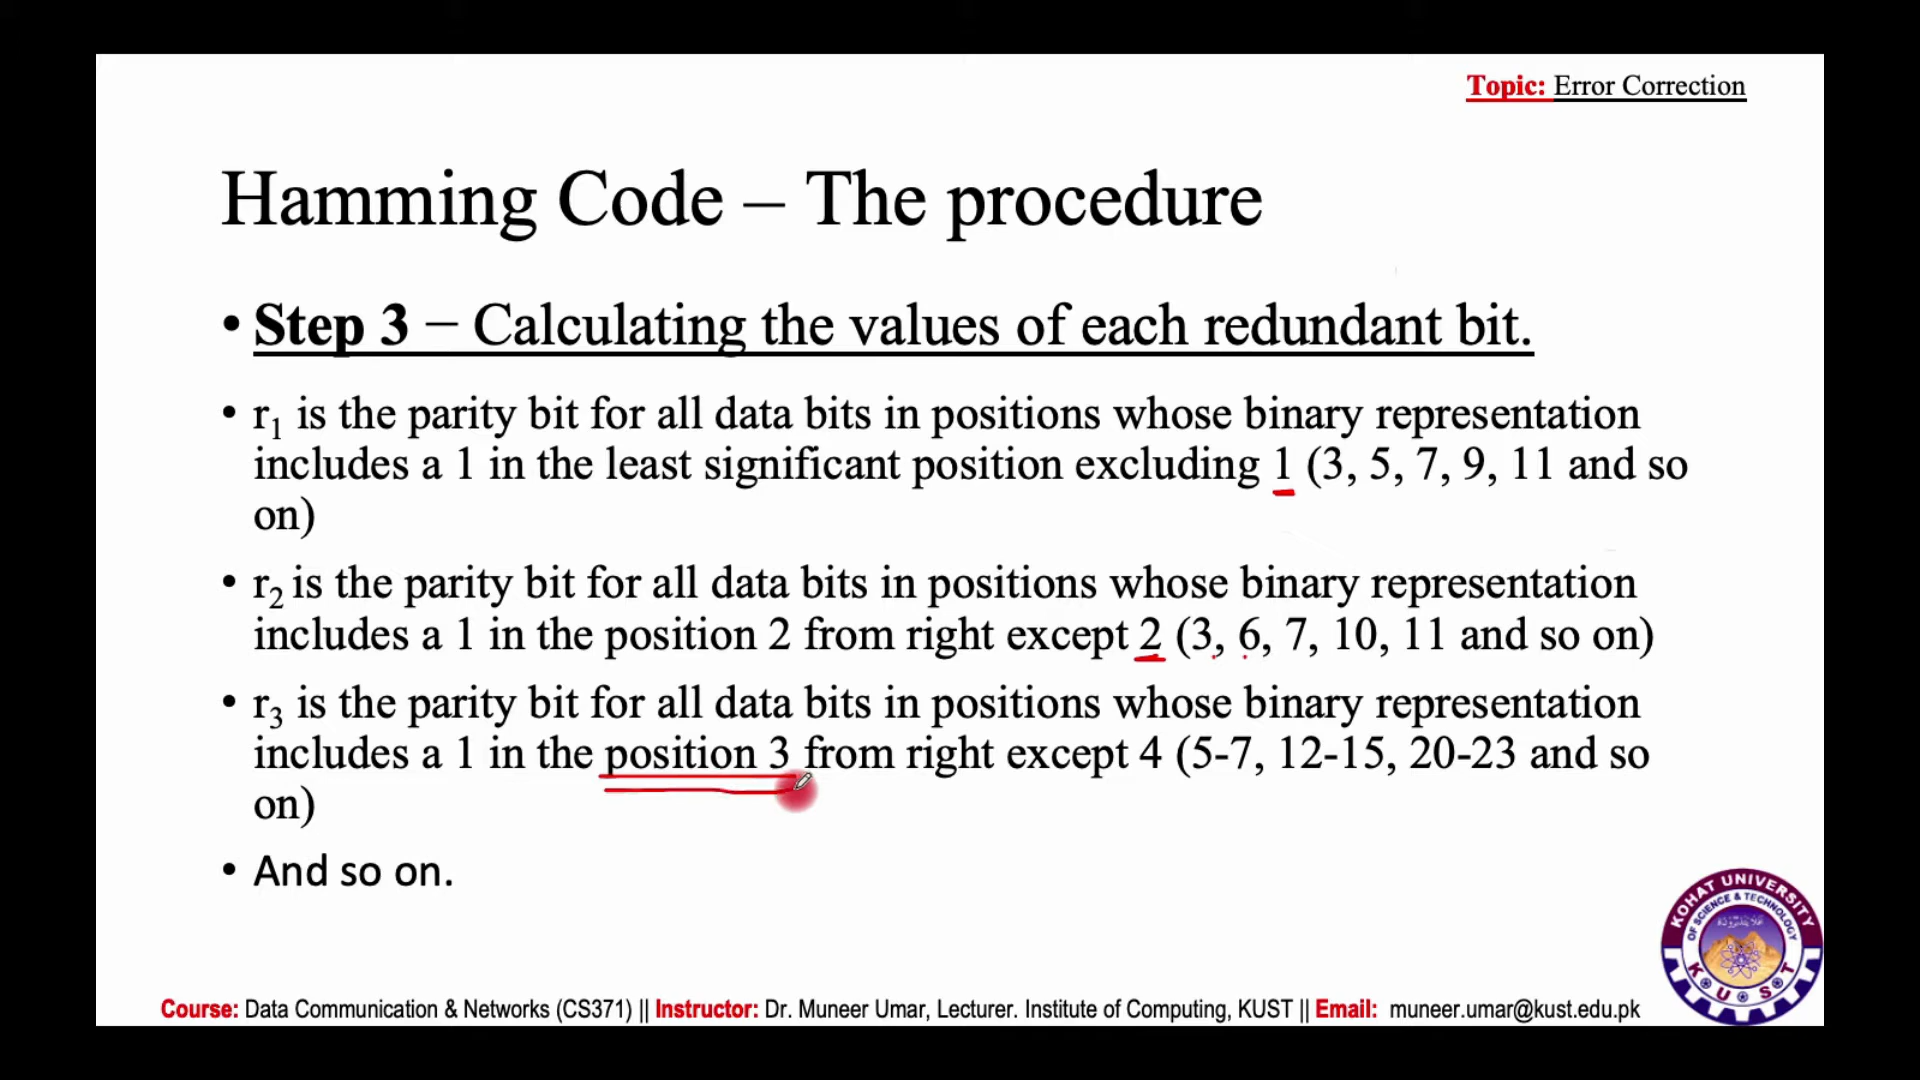 Topic: Error Correction
Hamming Code – The procedure
• Step 3 – Calculating the values of each redundant bit.
• r₁ is the parity bit for all data bits in positions whose binary representation
includes a 1 in the least significant position excluding 1 (3, 5, 7, 9, 11 and so
on)
• r₂ is the parity bit for all data bits in positions whose binary representation
includes a 1 in the position 2 from right except 2 (3, 6, 7, 10, 11 and so on)
• r₃ is the parity bit for all data bits in positions whose binary representation
includes a 1 in the position 3 from right except 4 (5-7, 12-15, 20-23 and so
on)
• And so on.
KOHAT UNIVERSITY
OF SCIENCE & TECHNOLOGY
K U S T
Course: Data Communication & Networks (CS371) || Instructor: Dr. Muneer Umar, Lecturer. Institute of Computing, KUST || Email: muneer.umar@kust.edu.pk